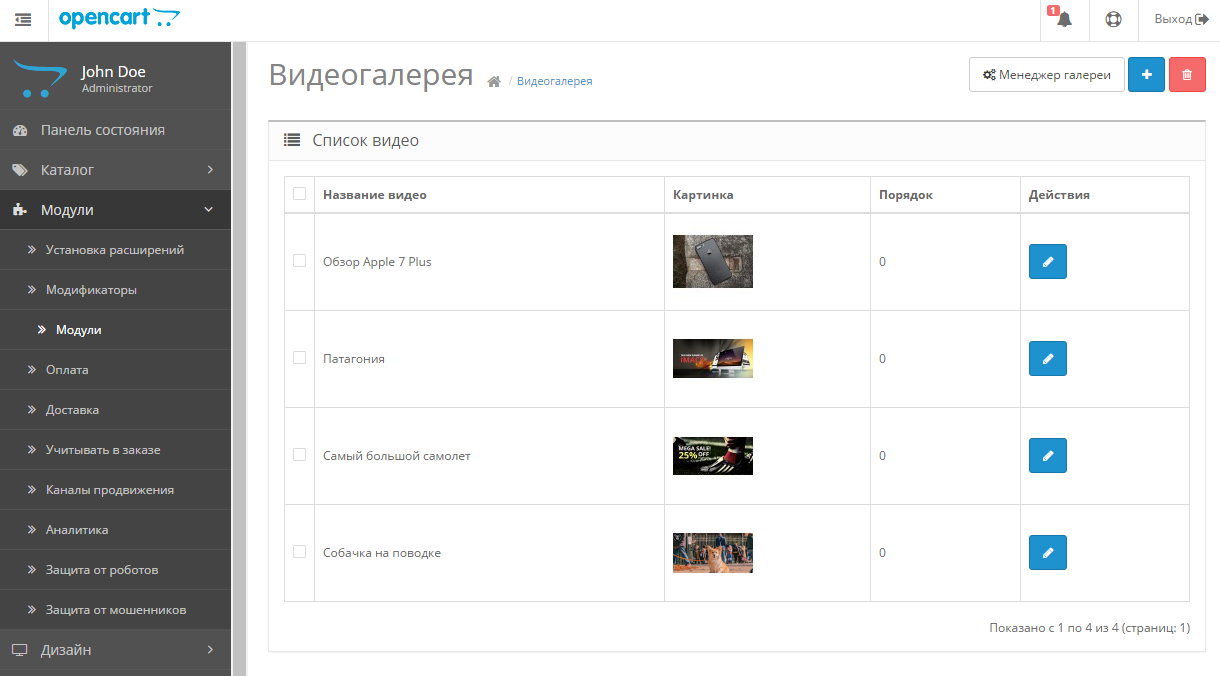 opencart
1
Выход
John Doe
Administrator
Панель состояния
Каталог
Модули
Установка расширений
Модификаторы
Модули
Оплата
Доставка
Учитывать в заказе
Каналы продвижения
Аналитика
Защита от роботов
Защита от мошенников
Дизайн
Видеогалерея
/ Видеогалерея
Менеджер галереи
Список видео
Название видео Картинка Порядок Действия
Обзор Apple 7 Plus 0
Патагония 0
IMAC
Самый большой самолет 0
MEGA SALE!
25% OFF
Собачка на поводке 0
Показано с 1 по 4 из 4 (страниц: 1)